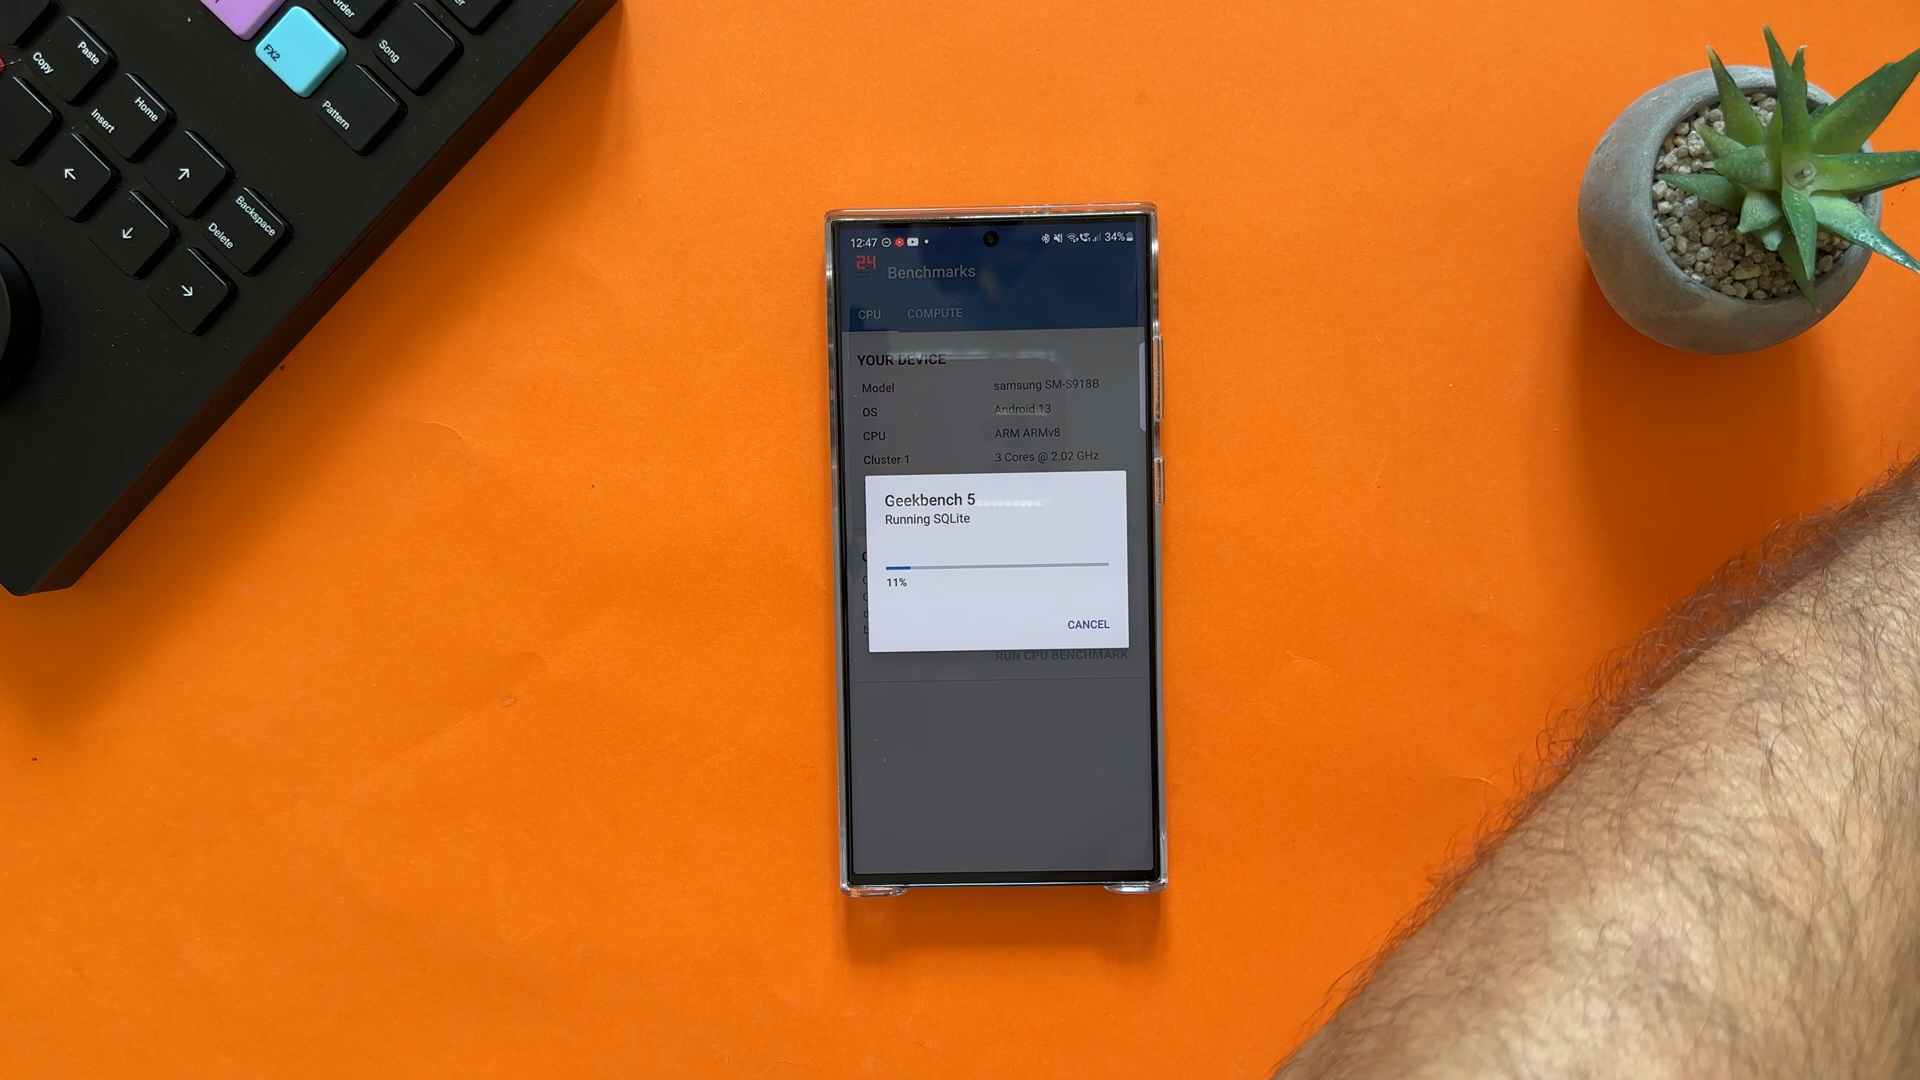 Copy Paste
Insert Home
FX2
Song
Pattern
←
↑
↓
→
Delete Backspace
12:47
34%
24
Benchmarks
CPU COMPUTE
YOUR DEVICE
Model samsung SM-S918B
OS Android 13
CPU ARM ARMv8
Cluster 1 3 Cores @ 2.02 GHz
Geekbench 5
Running SQLite
11%
CANCEL
RUN CPU BENCHMARK